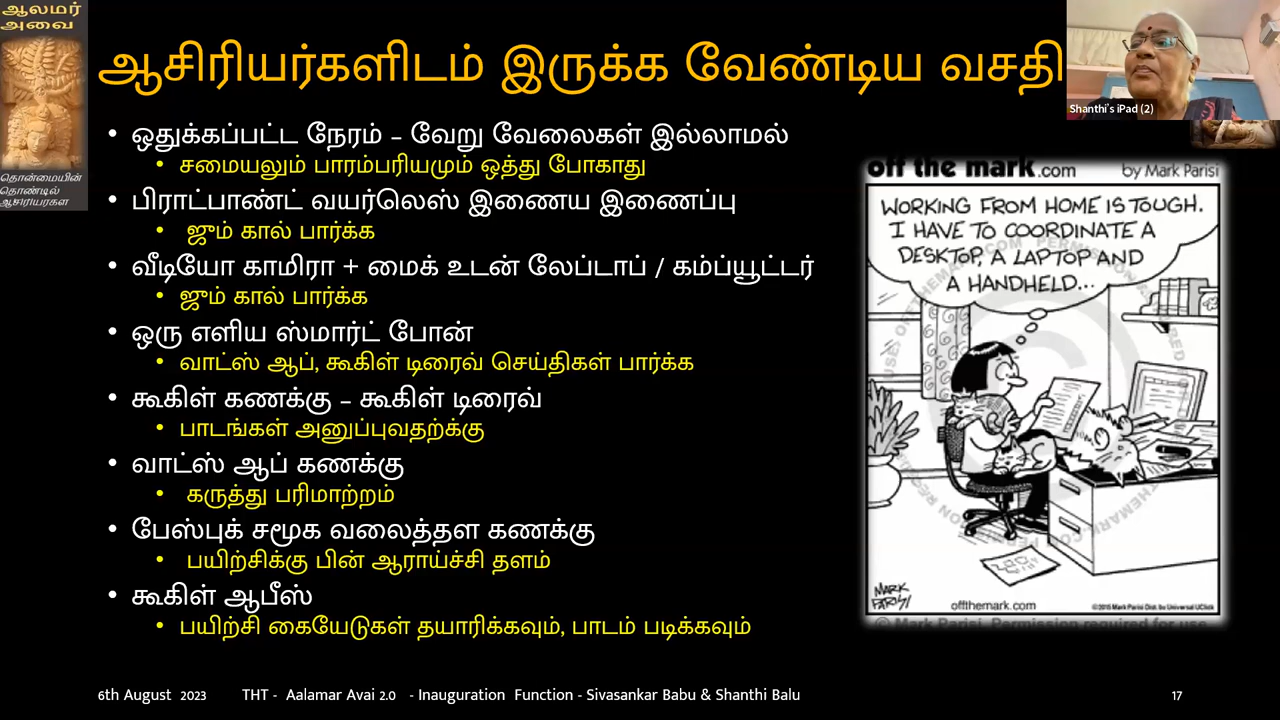 ஆலமர்
அவை
தொன்மையின்
தொண்டில்
ஆசிரியர்கள
ஆசிரியர்களிடம் இருக்க வேண்டிய வசதி
Shanthi's iPad (2)
• ஒதுக்கப்பட்ட நேரம் – வேறு வேலைகள் இல்லாமல்
• சமையலும் பாரம்பரியமும் ஒத்து போகாது
• பிராட்பாண்ட் வயர்லெஸ் இணைய இணைப்பு
• ஜும் கால் பார்க்க
• வீடியோ காமிரா + மைக் உடன் லேப்டாப் / கம்ப்யூட்டர்
• ஜும் கால் பார்க்க
• ஒரு எளிய ஸ்மார்ட் போன்
• வாட்ஸ் ஆப், கூகிள் டிரைவ் செய்திகள் பார்க்க
• கூகிள் கணக்கு – கூகிள் டிரைவ்
• பாடங்கள் அனுப்புவதற்க்கு
• வாட்ஸ் ஆப் கணக்கு
• கருத்து பரிமாற்றம்
• பேஸ்புக் சமூக வலைத்தள கணக்கு
• பயிற்சிக்கு பின் ஆராய்ச்சி தளம்
• கூகிள் ஆபீஸ்
• பயிற்சி கையேடுகள் தயாரிக்கவும், பாடம் படிக்கவும்
off the mark.com by Mark Parisi
WORKING FROM HOME IS TOUGH.
I HAVE TO COORDINATE A
DESKTOP, A LAPTOP AND
A HANDHELD...
MARK
PARISI
offthemark.com ©2015 Mark Parisi Dist. by Universal UClick
© Mark Parisi, Permission required for use.
6th August 2023 THT - Aalamar Avai 2.0 - Inauguration Function - Sivasankar Babu & Shanthi Balu 17